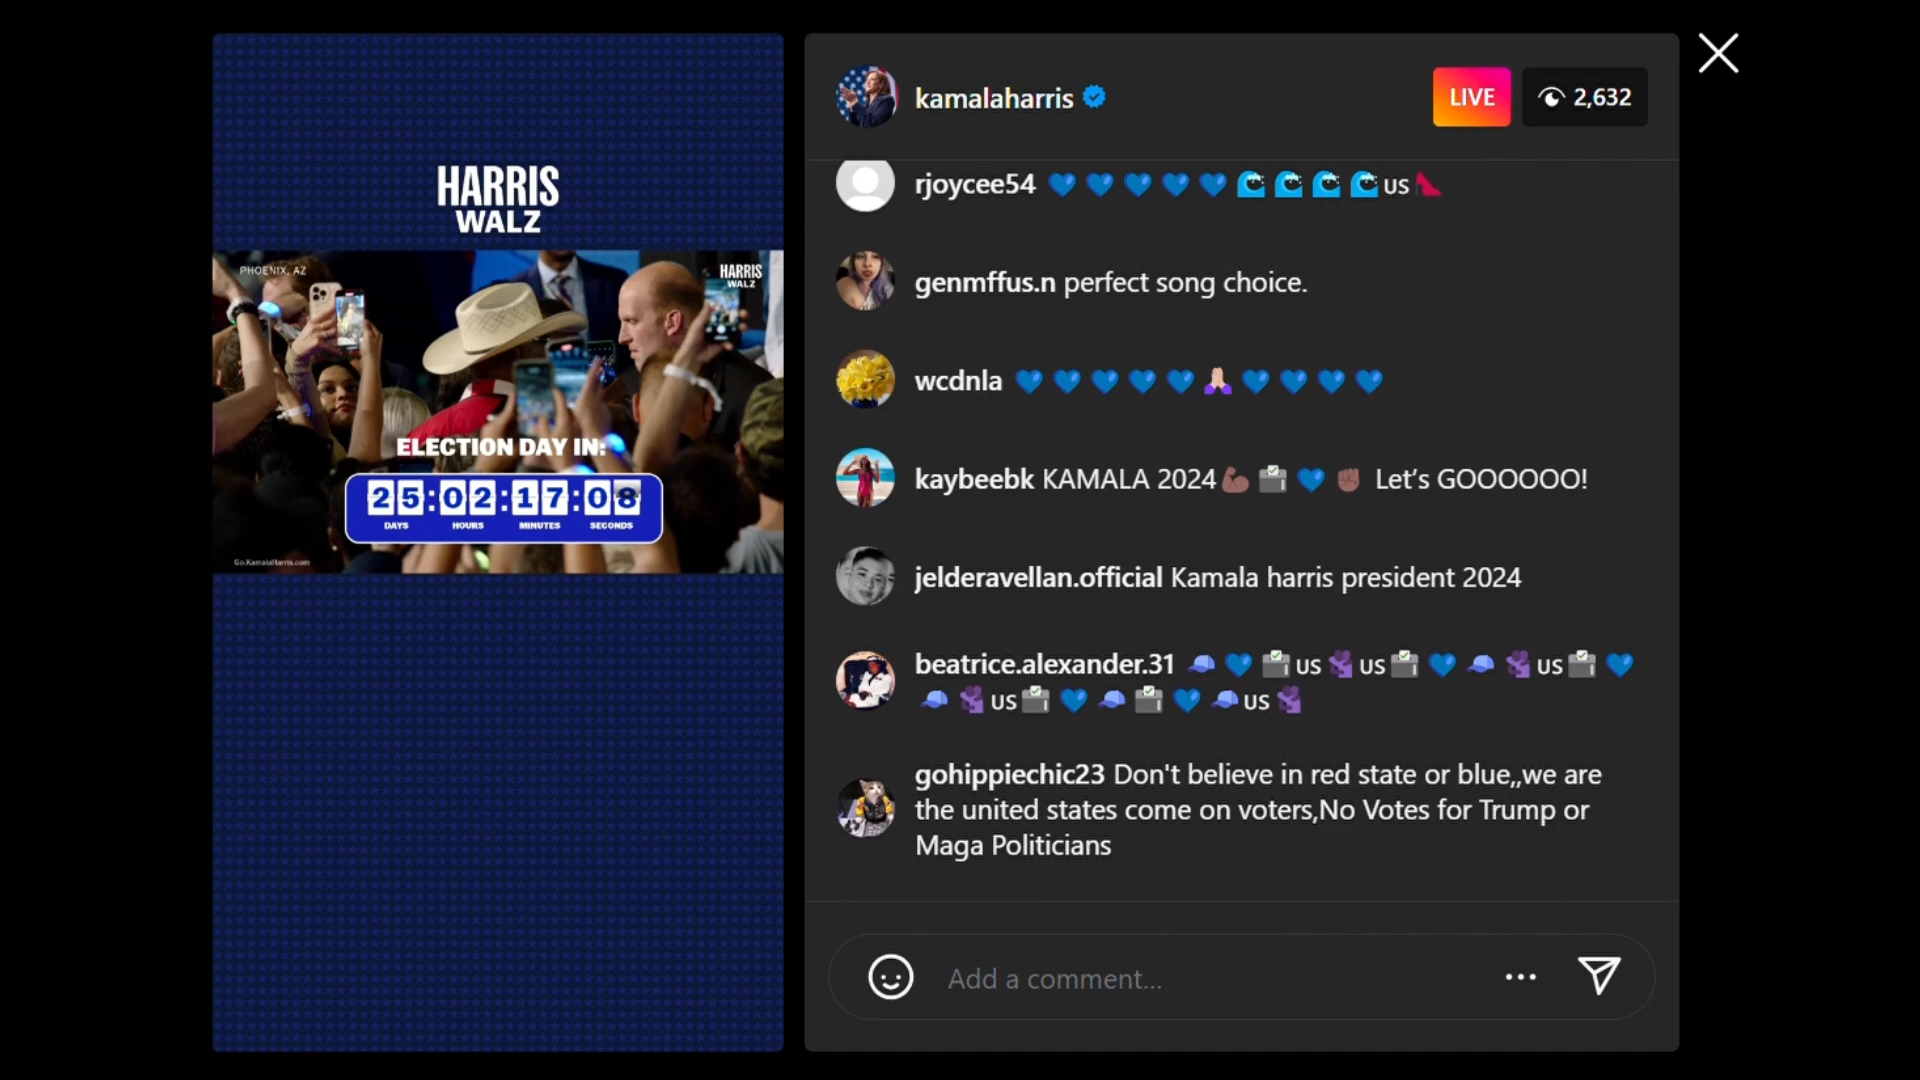 HARRIS
WALZ
PHOENIX, AZ
HARRIS
WALZ
ELECTION DAY IN:
25:02:17:08
DAYS HOURS MINUTES SECONDS
Go.KamalaHarris.com
kamalaharris
LIVE
2,632
rjoycee54 💙 💙 💙 💙 💙 🌊 🌊 🌊 🌊 US 👠
genmffus.n perfect song choice.
wcdnla 💙 💙 💙 💙 💙 🙏🏻 💙 💙 💙 💙
kaybeebk KAMALA 2024 💪🏾 🗳️ 💙 ✊🏾 Let’s GOOOOOO!
jelderavellan.official Kamala harris president 2024
beatrice.alexander.31 🧢 💙 🗳️ US US 🗳️ 💙 🧢 US 🗳️ 💙
🧢 US 🗳️ 💙 🧢 🗳️ 💙 🧢 US
gohippiechic23 Don't believe in red state or blue,,we are
the united states come on voters,No Votes for Trump or
Maga Politicians
Add a comment...